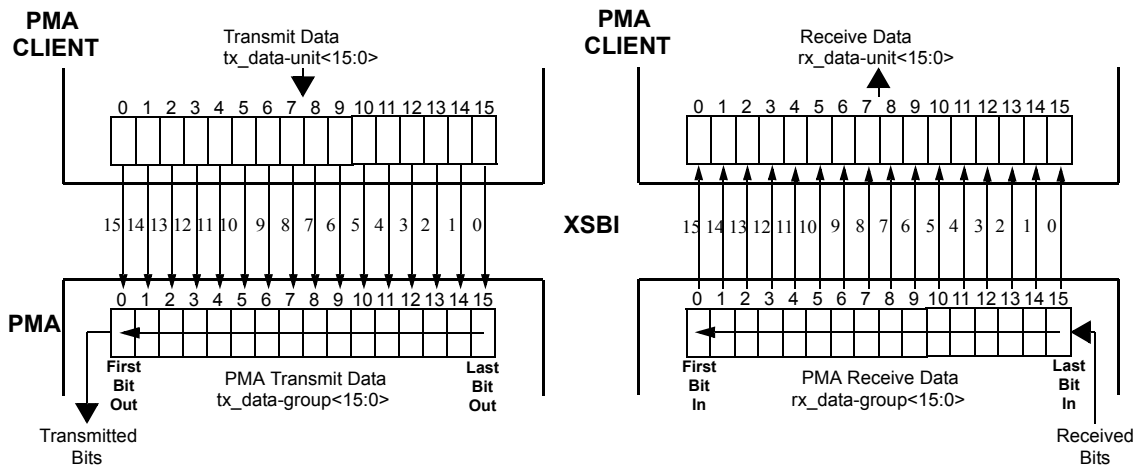 PMA
CLIENT
Transmit Data
tx_data-unit<15:0>
0 1 2 3 4 5 6 7 8 9 10 11 12 13 14 15
15 14 13 12 11 10 9 8 7 6 5 4 3 2 1 0
PMA
0 1 2 3 4 5 6 7 8 9 10 11 12 13 14 15
First
Bit
Out
PMA Transmit Data
tx_data-group<15:0>
Last
Bit
Out
Transmitted
Bits
XSBI
PMA
CLIENT
Receive Data
rx_data-unit<15:0>
0 1 2 3 4 5 6 7 8 9 10 11 12 13 14 15
15 14 13 12 11 10 9 8 7 6 5 4 3 2 1 0
0 1 2 3 4 5 6 7 8 9 10 11 12 13 14 15
First
Bit
In
PMA Receive Data
rx_data-group<15:0>
Last
Bit
In
Received
Bits